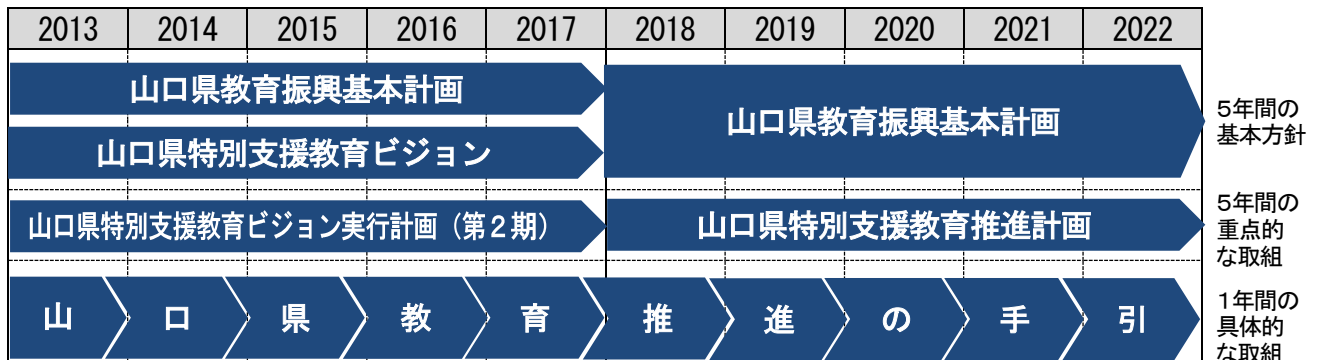 2013 2014 2015 2016 2017 2018 2019 2020 2021 2022
山口県教育振興基本計画
山口県特別支援教育ビジョン
山口県教育振興基本計画
5年間の
基本方針
山口県特別支援教育ビジョン実行計画（第２期）
山口県特別支援教育推進計画
5年間の
重点的
な取組
山 口 県 教 育 推 進 の 手 引
1年間の
具体的
な取組